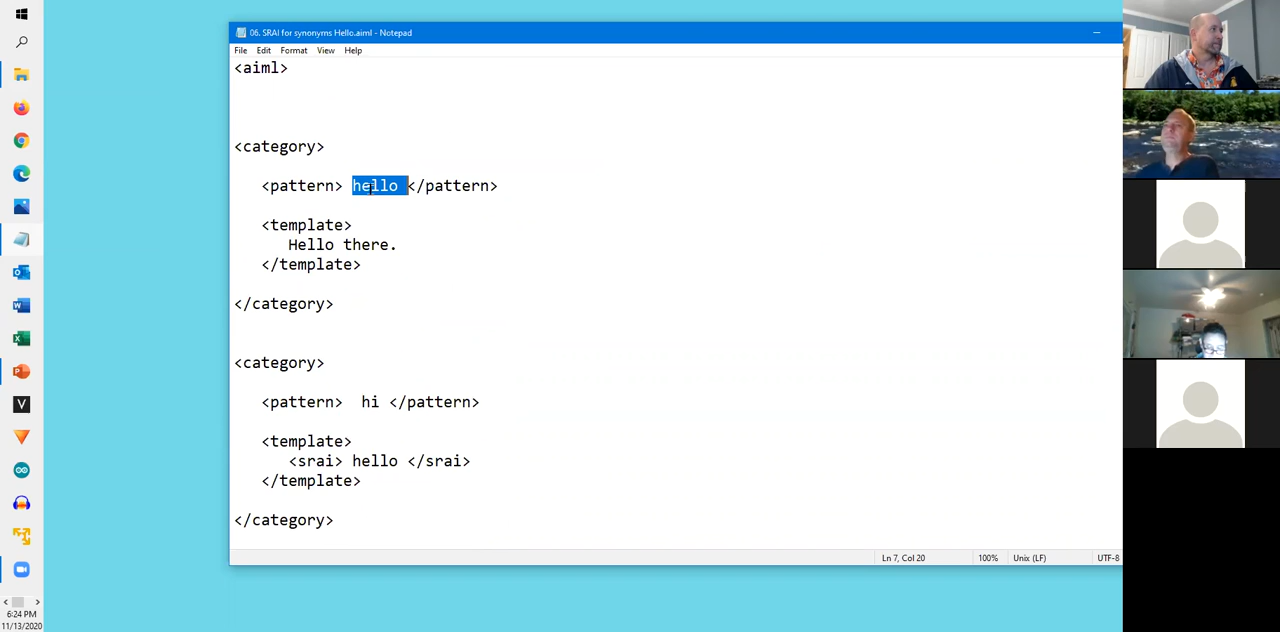 06. SRAI for synonyms Hello.aiml - Notepad
File Edit Format View Help
<aiml>
<category>
<pattern> hello </pattern>
<template>
Hello there.
</template>
</category>
<category>
<pattern>  hi </pattern>
<template>
<srai> hello </srai>
</template>
</category>
Ln 7, Col 20 100% Unix (LF) UTF-8
6:24 PM
11/13/2020